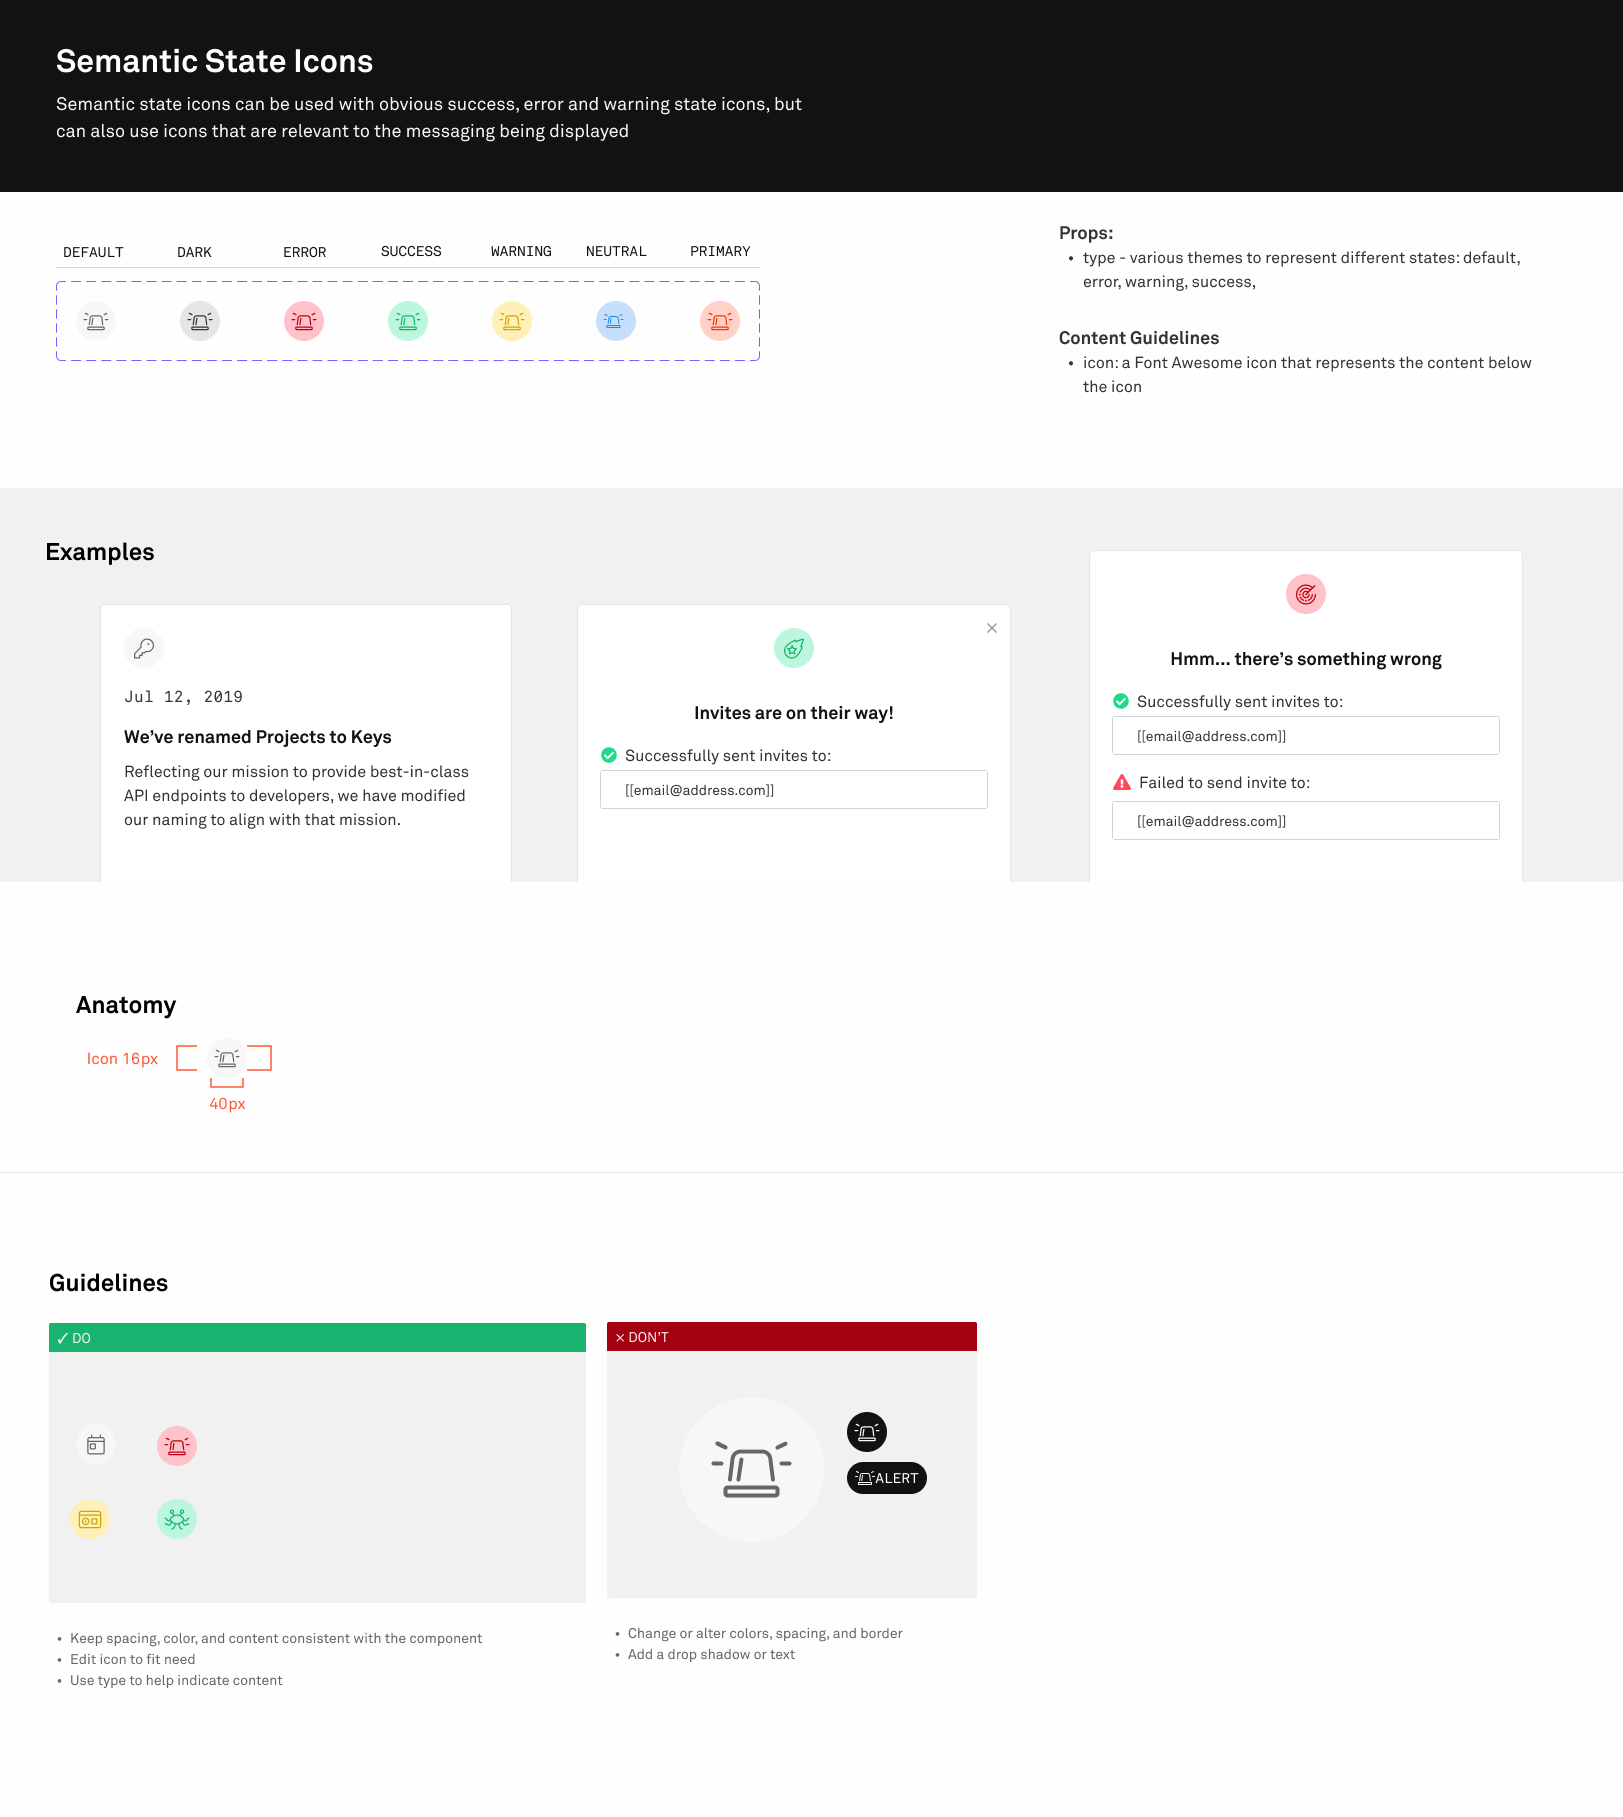 Semantic State Icons
Semantic state icons can be used with obvious success, error and warning state icons, but
can also use icons that are relevant to the messaging being displayed
DEFAULT
DARK
ERROR
SUCCESS
WARNING
NEUTRAL
PRIMARY
Props:
• type - various themes to represent different states: default,
error, warning, success,
Content Guidelines
• icon: a Font Awesome icon that represents the content below
the icon
Examples
Jul 12, 2019
We’ve renamed Projects to Keys
Reflecting our mission to provide best-in-class
API endpoints to developers, we have modified
our naming to align with that mission.
Invites are on their way!
Successfully sent invites to:
[[email@address.com]]
Hmm... there’s something wrong
Successfully sent invites to:
[[email@address.com]]
Failed to send invite to:
[[email@address.com]]
Anatomy
Icon 16px
40px
Guidelines
✓ DO
• Keep spacing, color, and content consistent with the component
• Edit icon to fit need
• Use type to help indicate content
× DON’T
ALERT
• Change or alter colors, spacing, and border
• Add a drop shadow or text